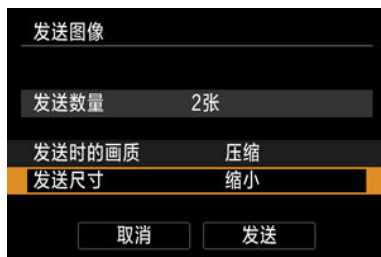 发送图像
发送数量 2张
发送时的画质 压缩
发送尺寸 缩小
取消 发送